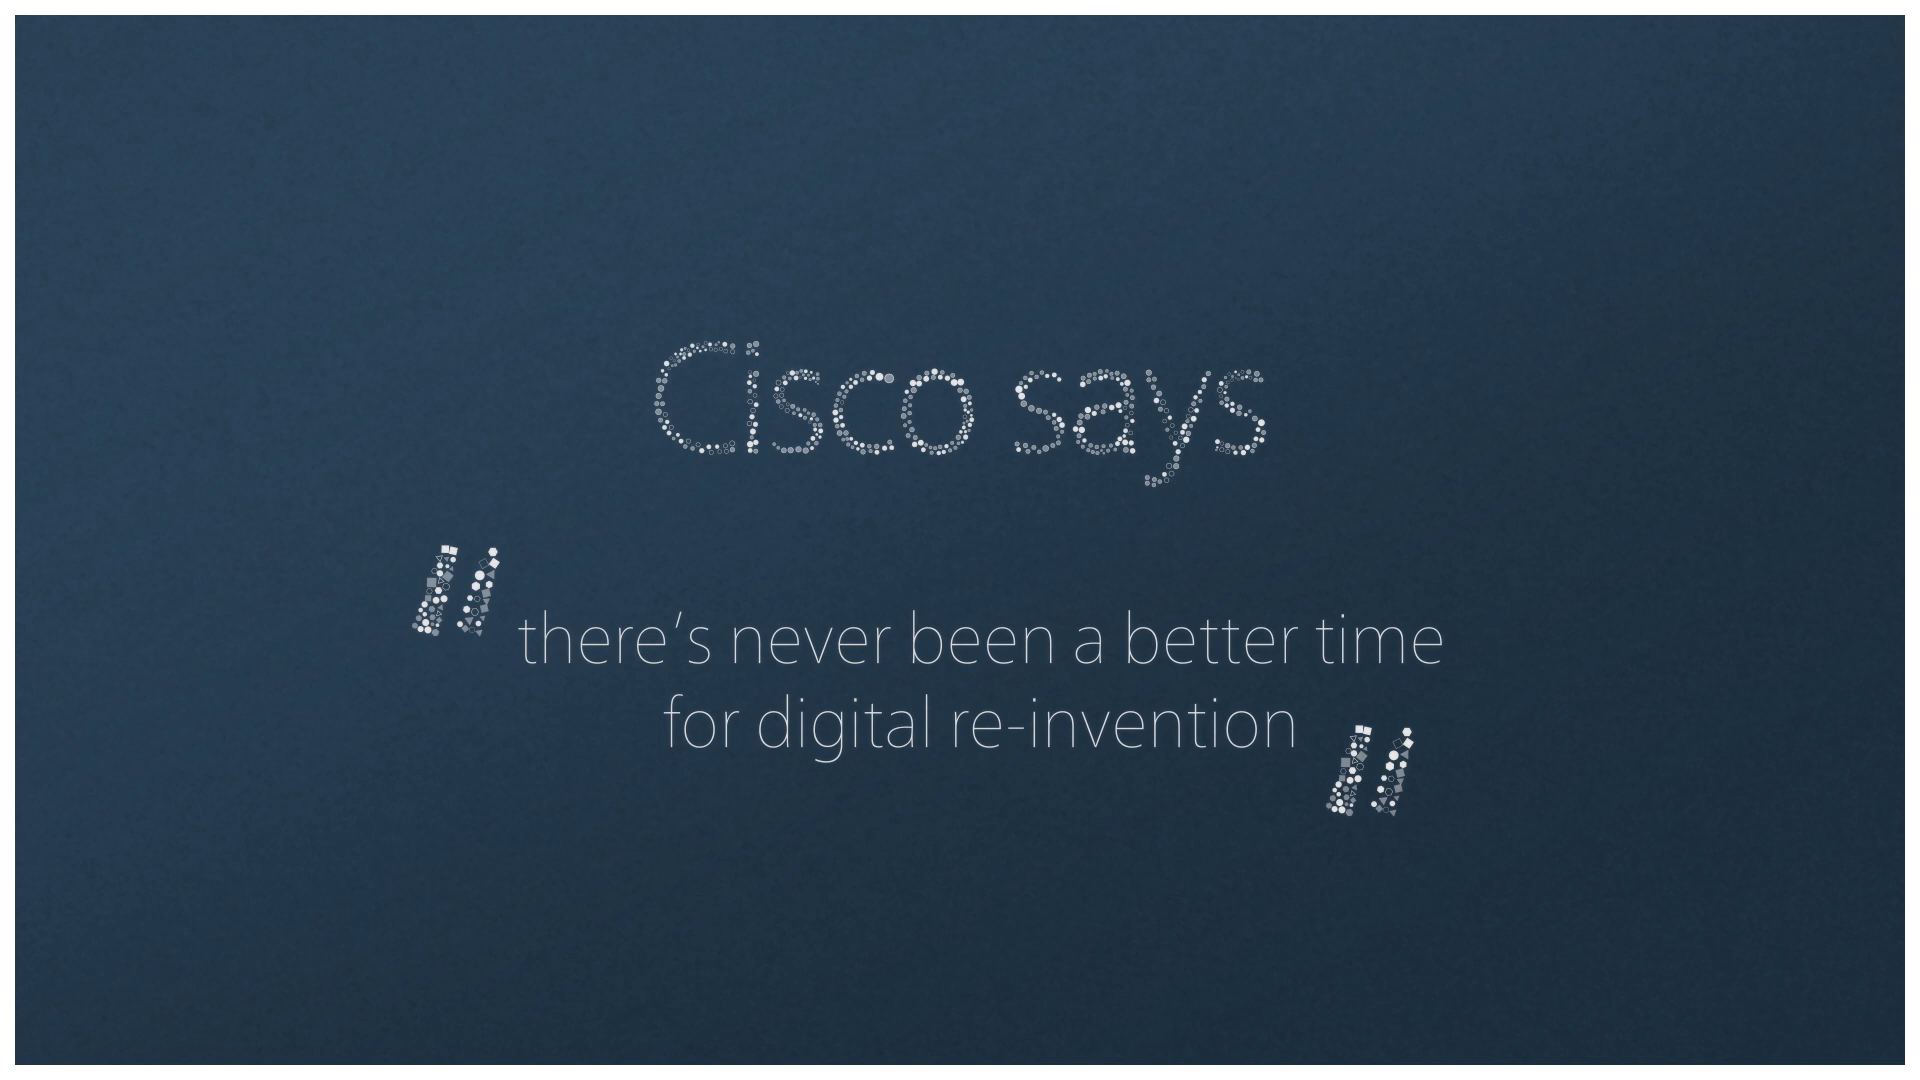 Cisco says
"there's never been a better time
for digital re-invention"